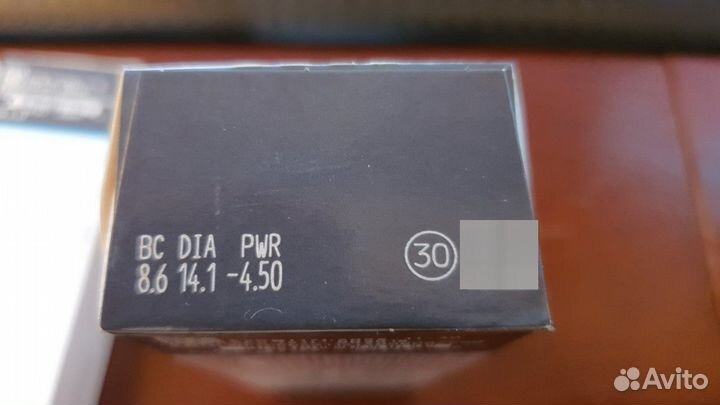 BC DIA PWR
8.6 14.1 -4.50
30
Avito